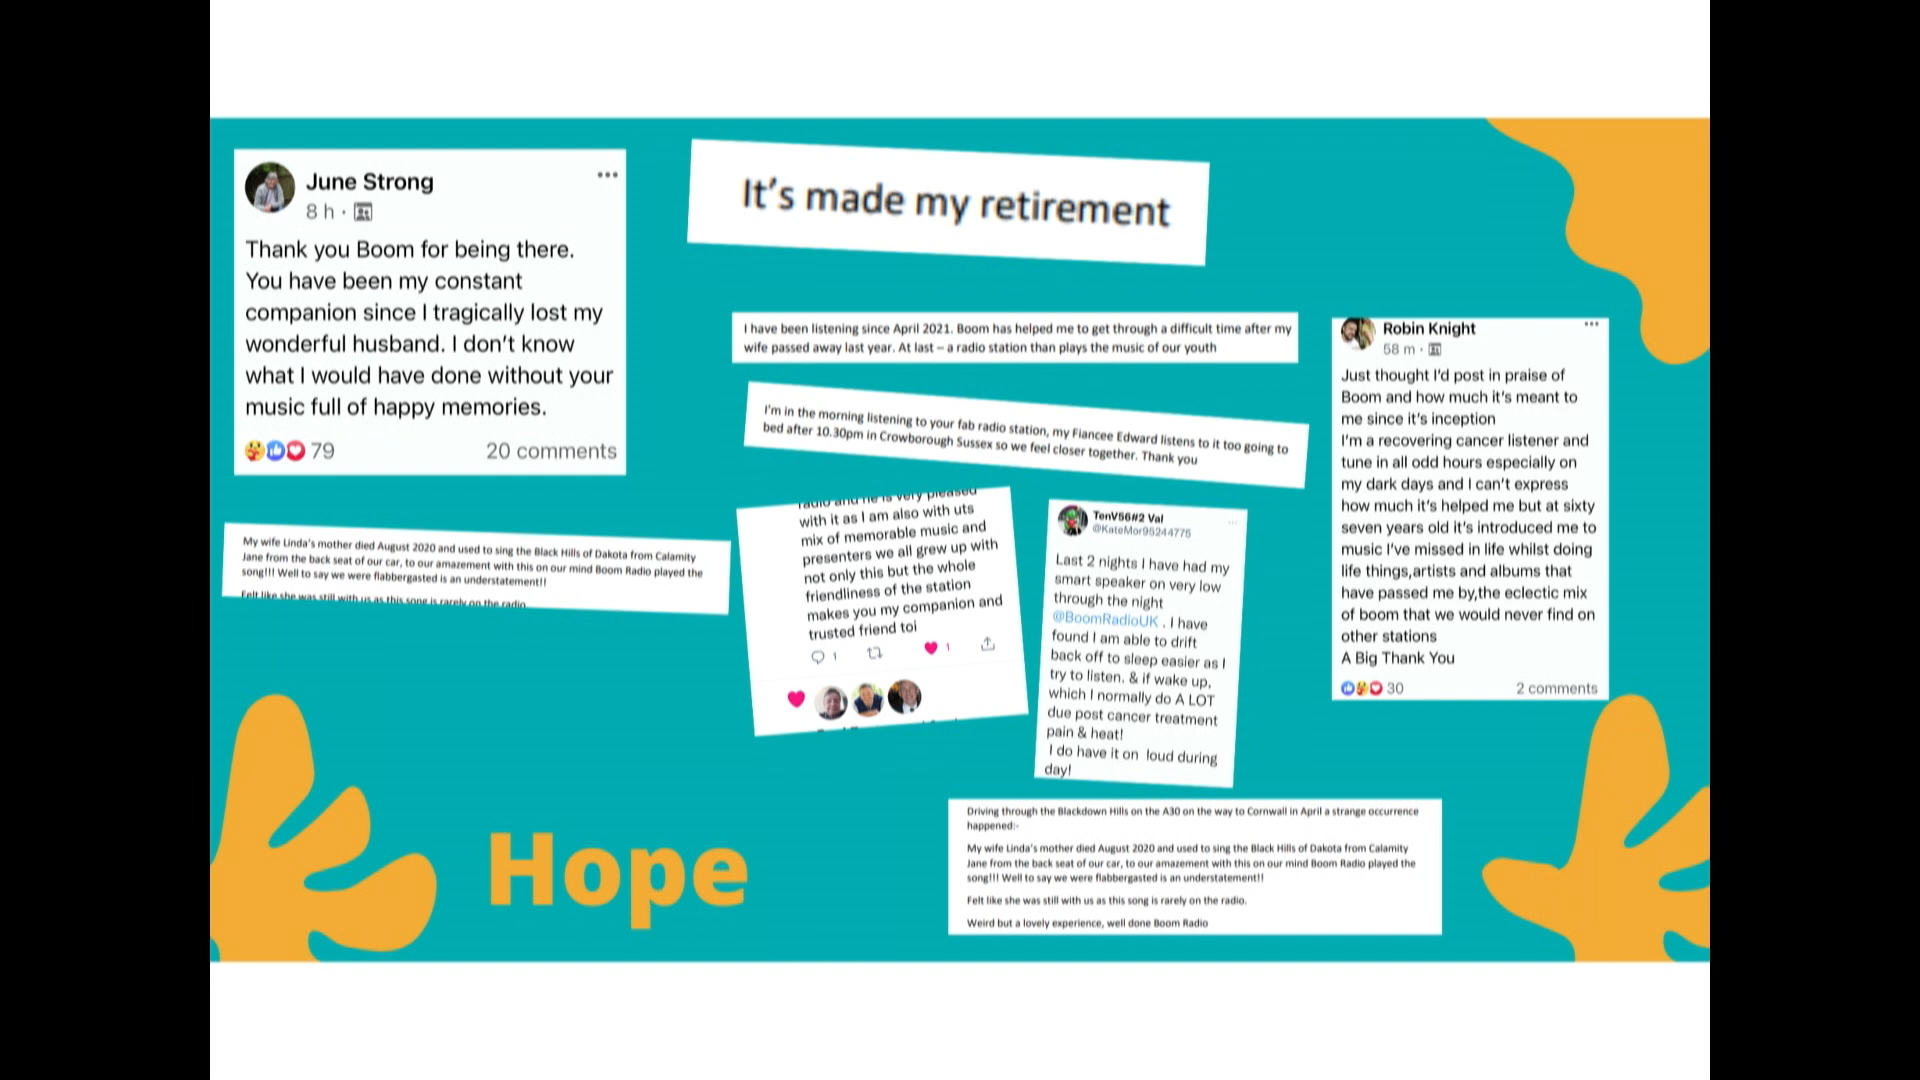 June Strong
8 h ·
Thank you Boom for being there.
You have been my constant
companion since I tragically lost my
wonderful husband. I don't know
what I would have done without your
music full of happy memories.
79 20 comments
It's made my retirement
I have been listening since April 2021. Boom has helped me to get through a difficult time after my
wife passed away last year. At last – a radio station than plays the music of our youth
I'm in the morning listening to your fab radio station, my Fiancee Edward listens to it too going to
bed after 10.30pm in Crowborough Sussex so we feel closer together. Thank you
My wife Linda's mother died August 2020 and used to sing the Black Hills of Dakota from Calamity
Jane from the back seat of our car, to our amazement with this on our mind Boom Radio played the
song!!! Well to say we were flabbergasted is an understatement!!
Felt like she was still with us as this song is rarely on the radio
radio and he is very pleased
with it as I am also with uts
mix of memorable music and
presenters we all grew up with
not only this but the whole
friendliness of the station
makes you my companion and
trusted friend toi
1 1
TenV56#2 Val
@KateMor95244775
Last 2 nights I have had my
smart speaker on very low
through the night
@BoomRadioUK . I have
found I am able to drift
back off to sleep easier as I
try to listen. & if wake up,
which I normally do A LOT
due post cancer treatment
pain & heat!
I do have it on loud during
day!
Robin Knight
58 m ·
Just thought I'd post in praise of
Boom and how much it's meant to
me since it's inception
I'm a recovering cancer listener and
tune in all odd hours especially on
my dark days and I can't express
how much it's helped me but at sixty
seven years old it's introduced me to
music I've missed in life whilst doing
life things,artists and albums that
have passed me by,the eclectic mix
of boom that we would never find on
other stations
A Big Thank You
30 2 comments
Driving through the Blackdown Hills on the A30 on the way to Cornwall in April a strange occurrence
happened:-
My wife Linda's mother died August 2020 and used to sing the Black Hills of Dakota from Calamity
Jane from the back seat of our car, to our amazement with this on our mind Boom Radio played the
song!!! Well to say we were flabbergasted is an understatement!!
Felt like she was still with us as this song is rarely on the radio.
Weird but a lovely experience, well done Boom Radio
Hope